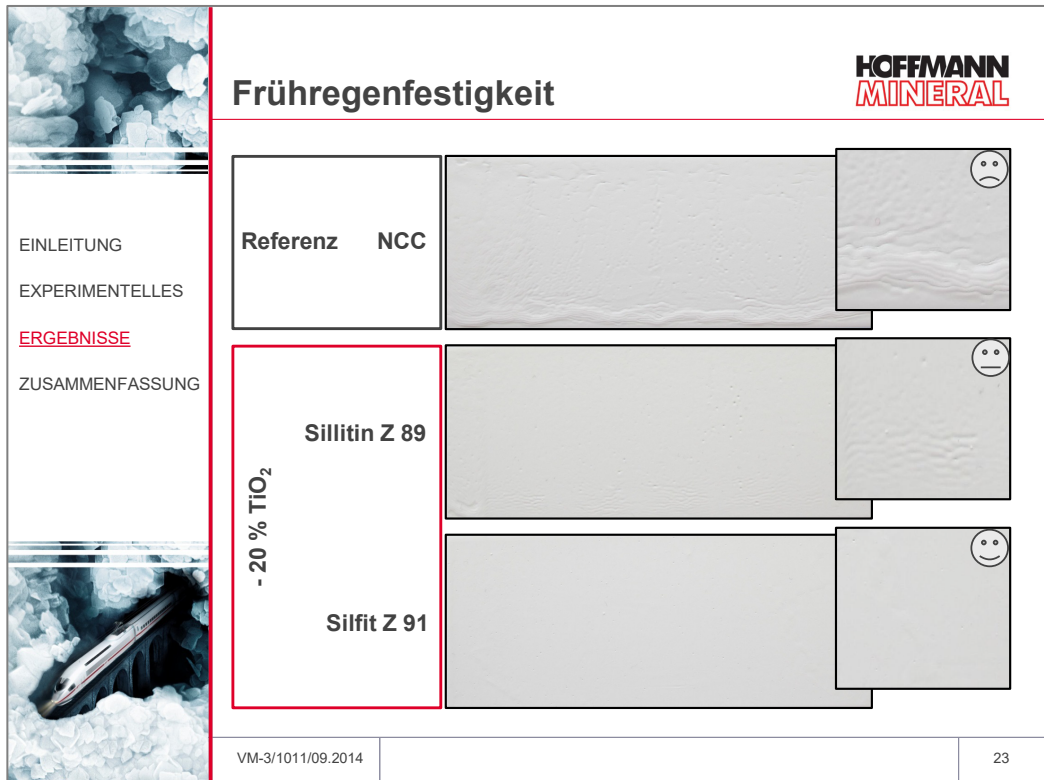 Frühregenfestigkeit
HOFFMANN
MINERAL
EINLEITUNG
EXPERIMENTELLES
ERGEBNISSE
ZUSAMMENFASSUNG
Referenz NCC
- 20 % TiO₂
Sillitin Z 89
Silfit Z 91
VM-3/1011/09.2014
23